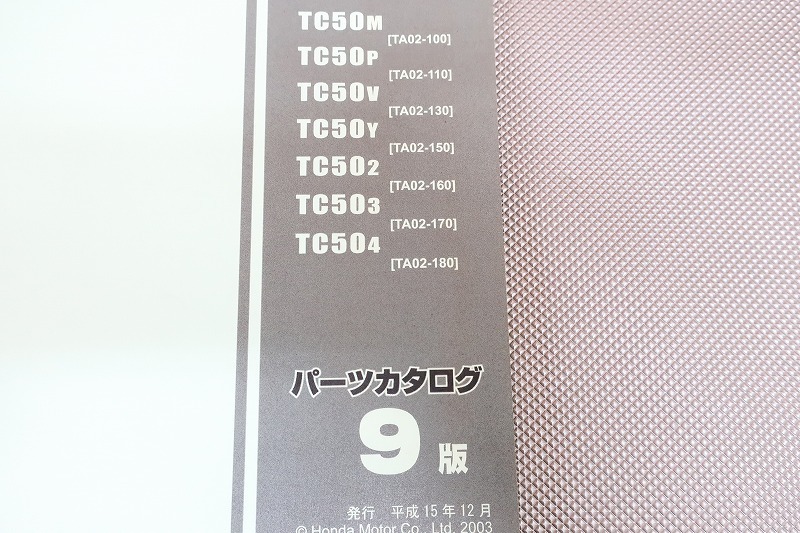 TC50M
[TA02-100]
TC50P
[TA02-110]
TC50V
[TA02-130]
TC50Y
[TA02-150]
TC502
[TA02-160]
TC503
[TA02-170]
TC504
[TA02-180]
パーツカタログ
9版
発行 平成15年12月
© Honda Motor Co., Ltd. 2003